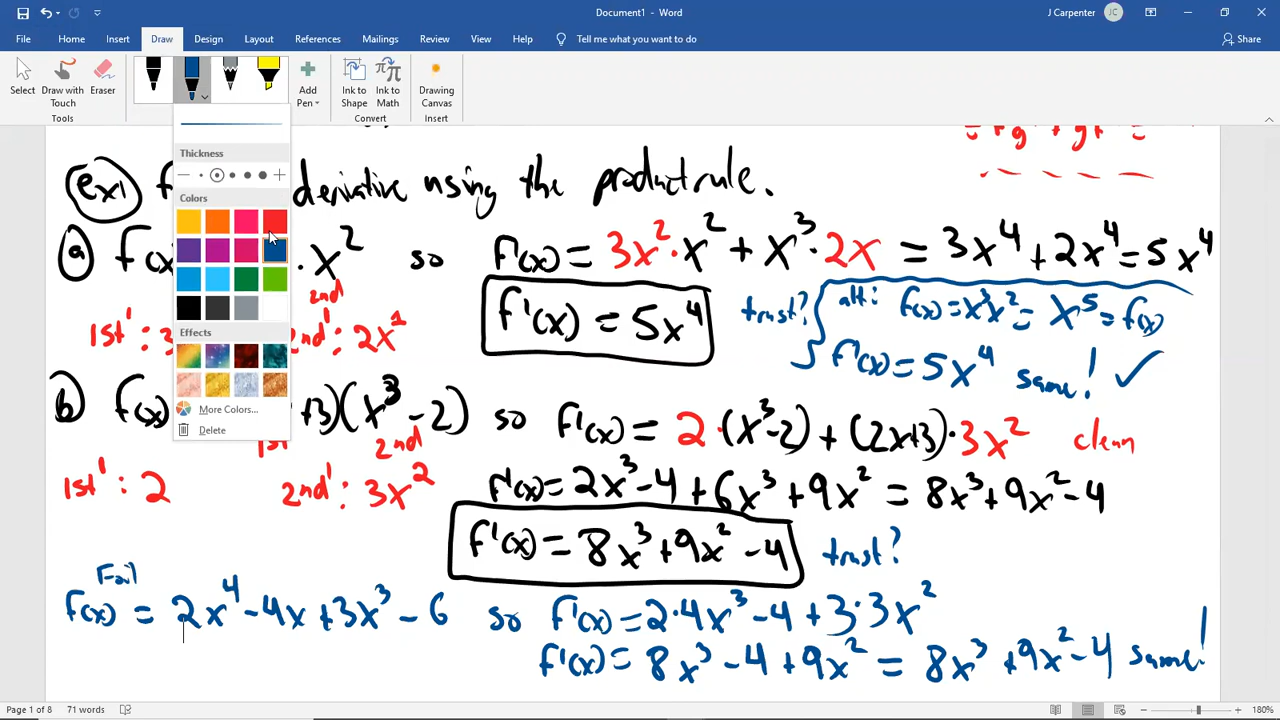 Document1 - Word
J Carpenter JC
File Home Insert Draw Design Layout References Mailings Review View Help Tell me what you want to do Share
Select Draw with Touch Eraser Add Pen Ink to Shape Ink to Math Drawing Canvas
Tools Convert Insert
Thickness
Colors
Effects
More Colors...
Delete
ex1 derivative using the product rule.
a) f(x · x² so f'(x) = 3x²·x² + x³·2x = 3x⁴ + 2x⁴ = 5x⁴
2nd
1st': 3 2nd': 2x¹
f'(x) = 5x⁴
trust? alt: f(x) = x³x² = x⁵ = f(x)
f'(x) = 5x⁴ same! ✓
b) f(x) +3)(x³ - 2) so f'(x) = 2·(x³-2) + (2x+3)·3x² clean
1st 2nd
1st': 2 2nd': 3x²
f'(x) = 2x³ - 4 + 6x³ + 9x² = 8x³ + 9x² - 4
f'(x) = 8x³ + 9x² - 4 trust?
f(x) = 2x⁴ - 4x + 3x³ - 6 so f'(x) = 2·4x³ - 4 + 3·3x²
f'(x) = 8x³ - 4 + 9x² = 8x³ + 9x² - 4 same!
Page 1 of 8 71 words 180%